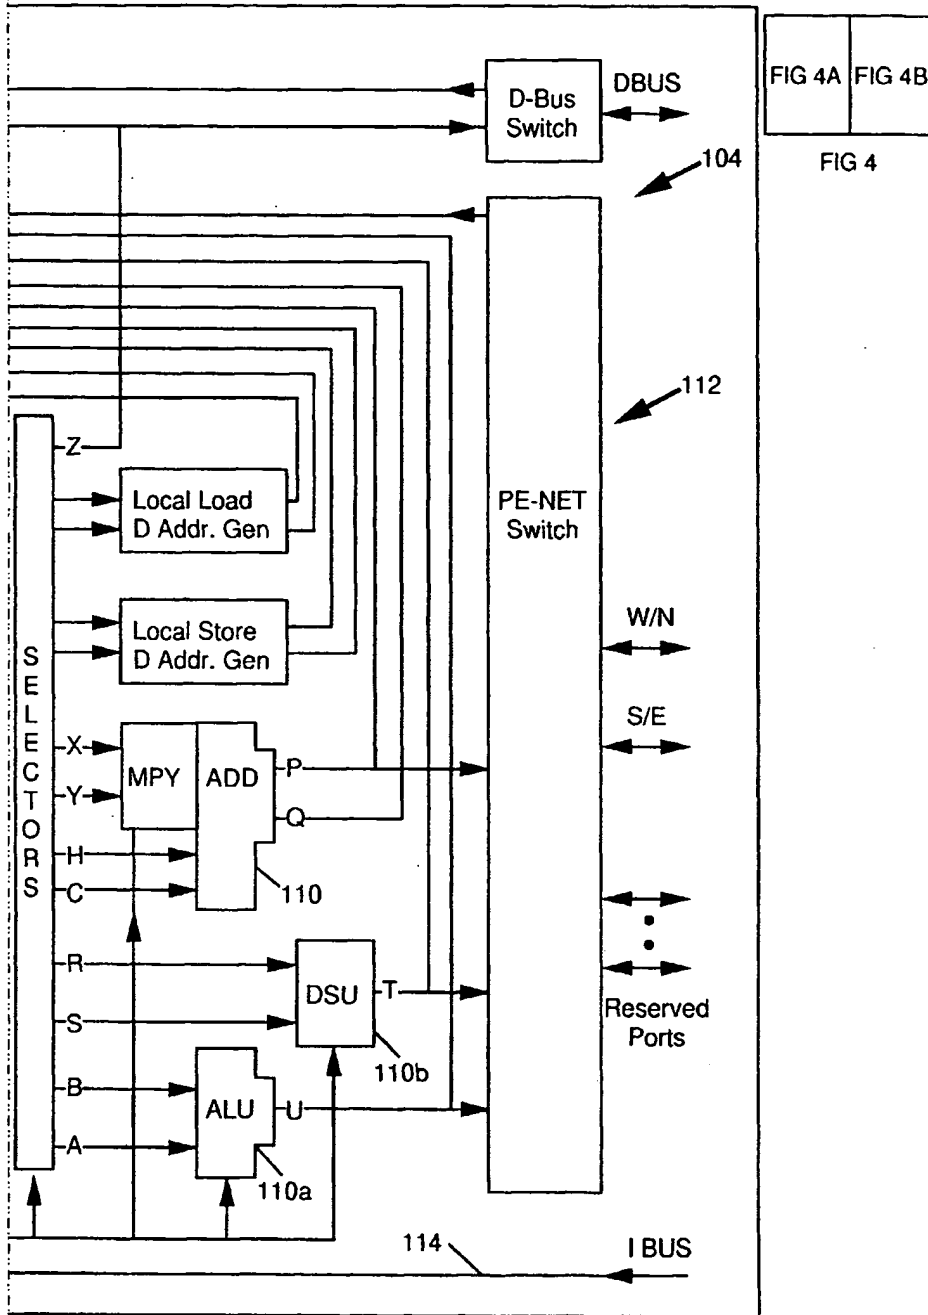 D-Bus
Switch
DBUS
FIG 4A
FIG 4B
FIG 4
104
112
Z
Local Load
D Addr. Gen
PE-NET
Switch
Local Store
D Addr. Gen
W/N
S/E
SELECTORS
X
Y
MPY
ADD
P
Q
H
C
110
R
S
DSU
T
Reserved
Ports
110b
B
A
ALU
U
110a
114
I BUS